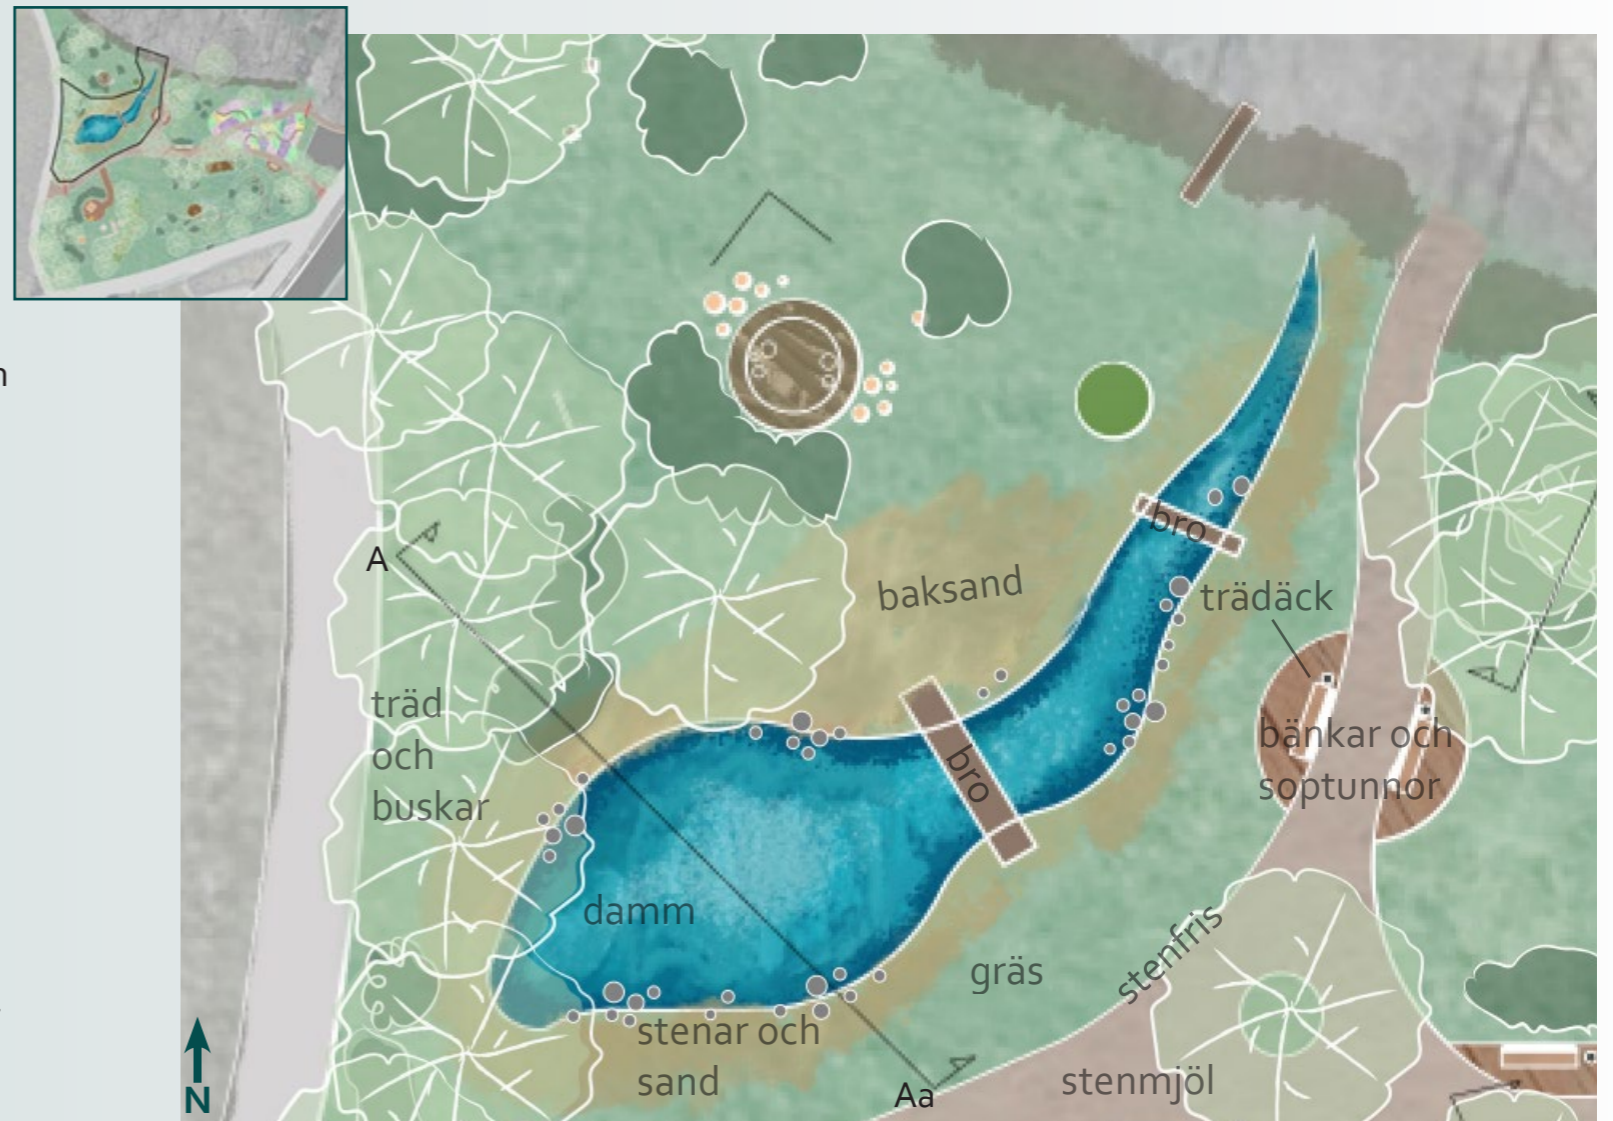 n
bro
baksand
trädäck
A
träd
och
buskar
bro
bänkar och
soptunnor
damm
gräs
stenfris
stenar och
sand
stenmjöl
Aa
N